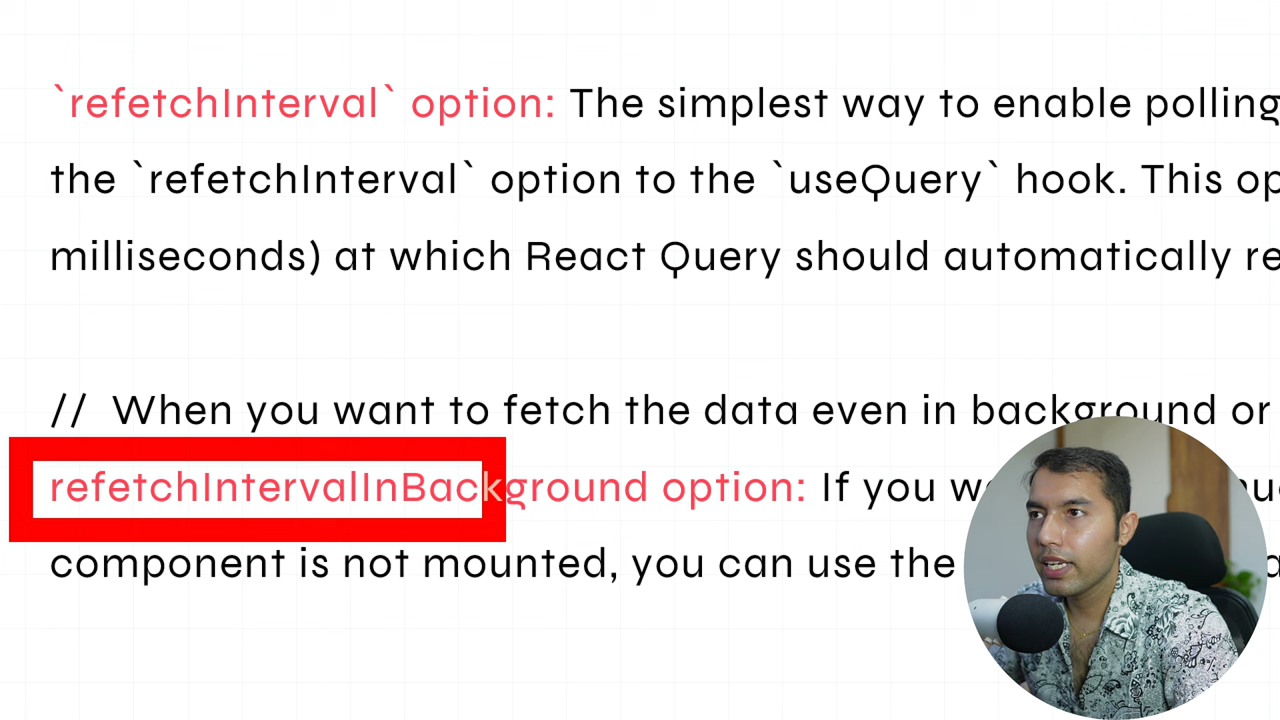 `refetchInterval` option: The simplest way to enable polling
the `refetchInterval` option to the `useQuery` hook. This op
milliseconds) at which React Query should automatically re
// When you want to fetch the data even in background or
refetchIntervalInBackground option: If you
component is not mounted, you can use the